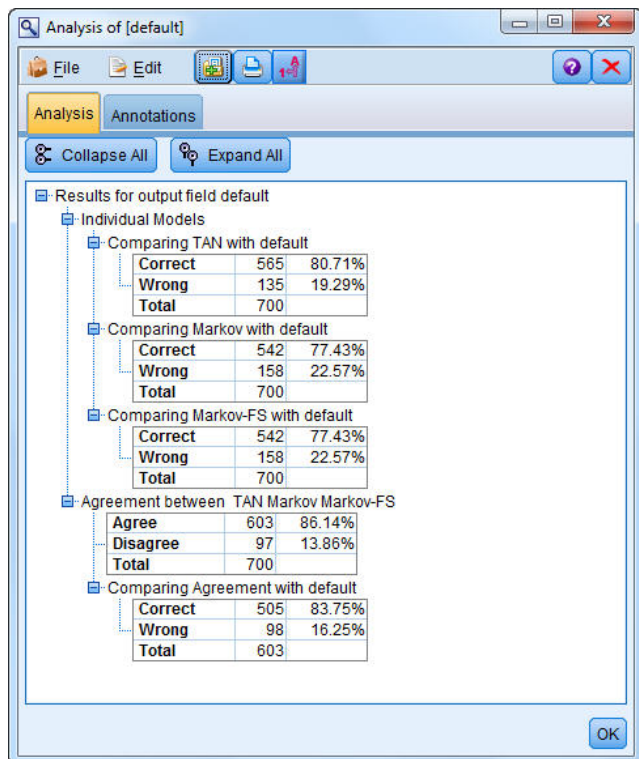 Analysis of [default]
File Edit
Analysis Annotations
Collapse All Expand All
Results for output field default
Individual Models
Comparing TAN with default
Correct 565 80.71%
Wrong 135 19.29%
Total 700
Comparing Markov with default
Correct 542 77.43%
Wrong 158 22.57%
Total 700
Comparing Markov-FS with default
Correct 542 77.43%
Wrong 158 22.57%
Total 700
Agreement between TAN Markov Markov-FS
Agree 603 86.14%
Disagree 97 13.86%
Total 700
Comparing Agreement with default
Correct 505 83.75%
Wrong 98 16.25%
Total 603
OK